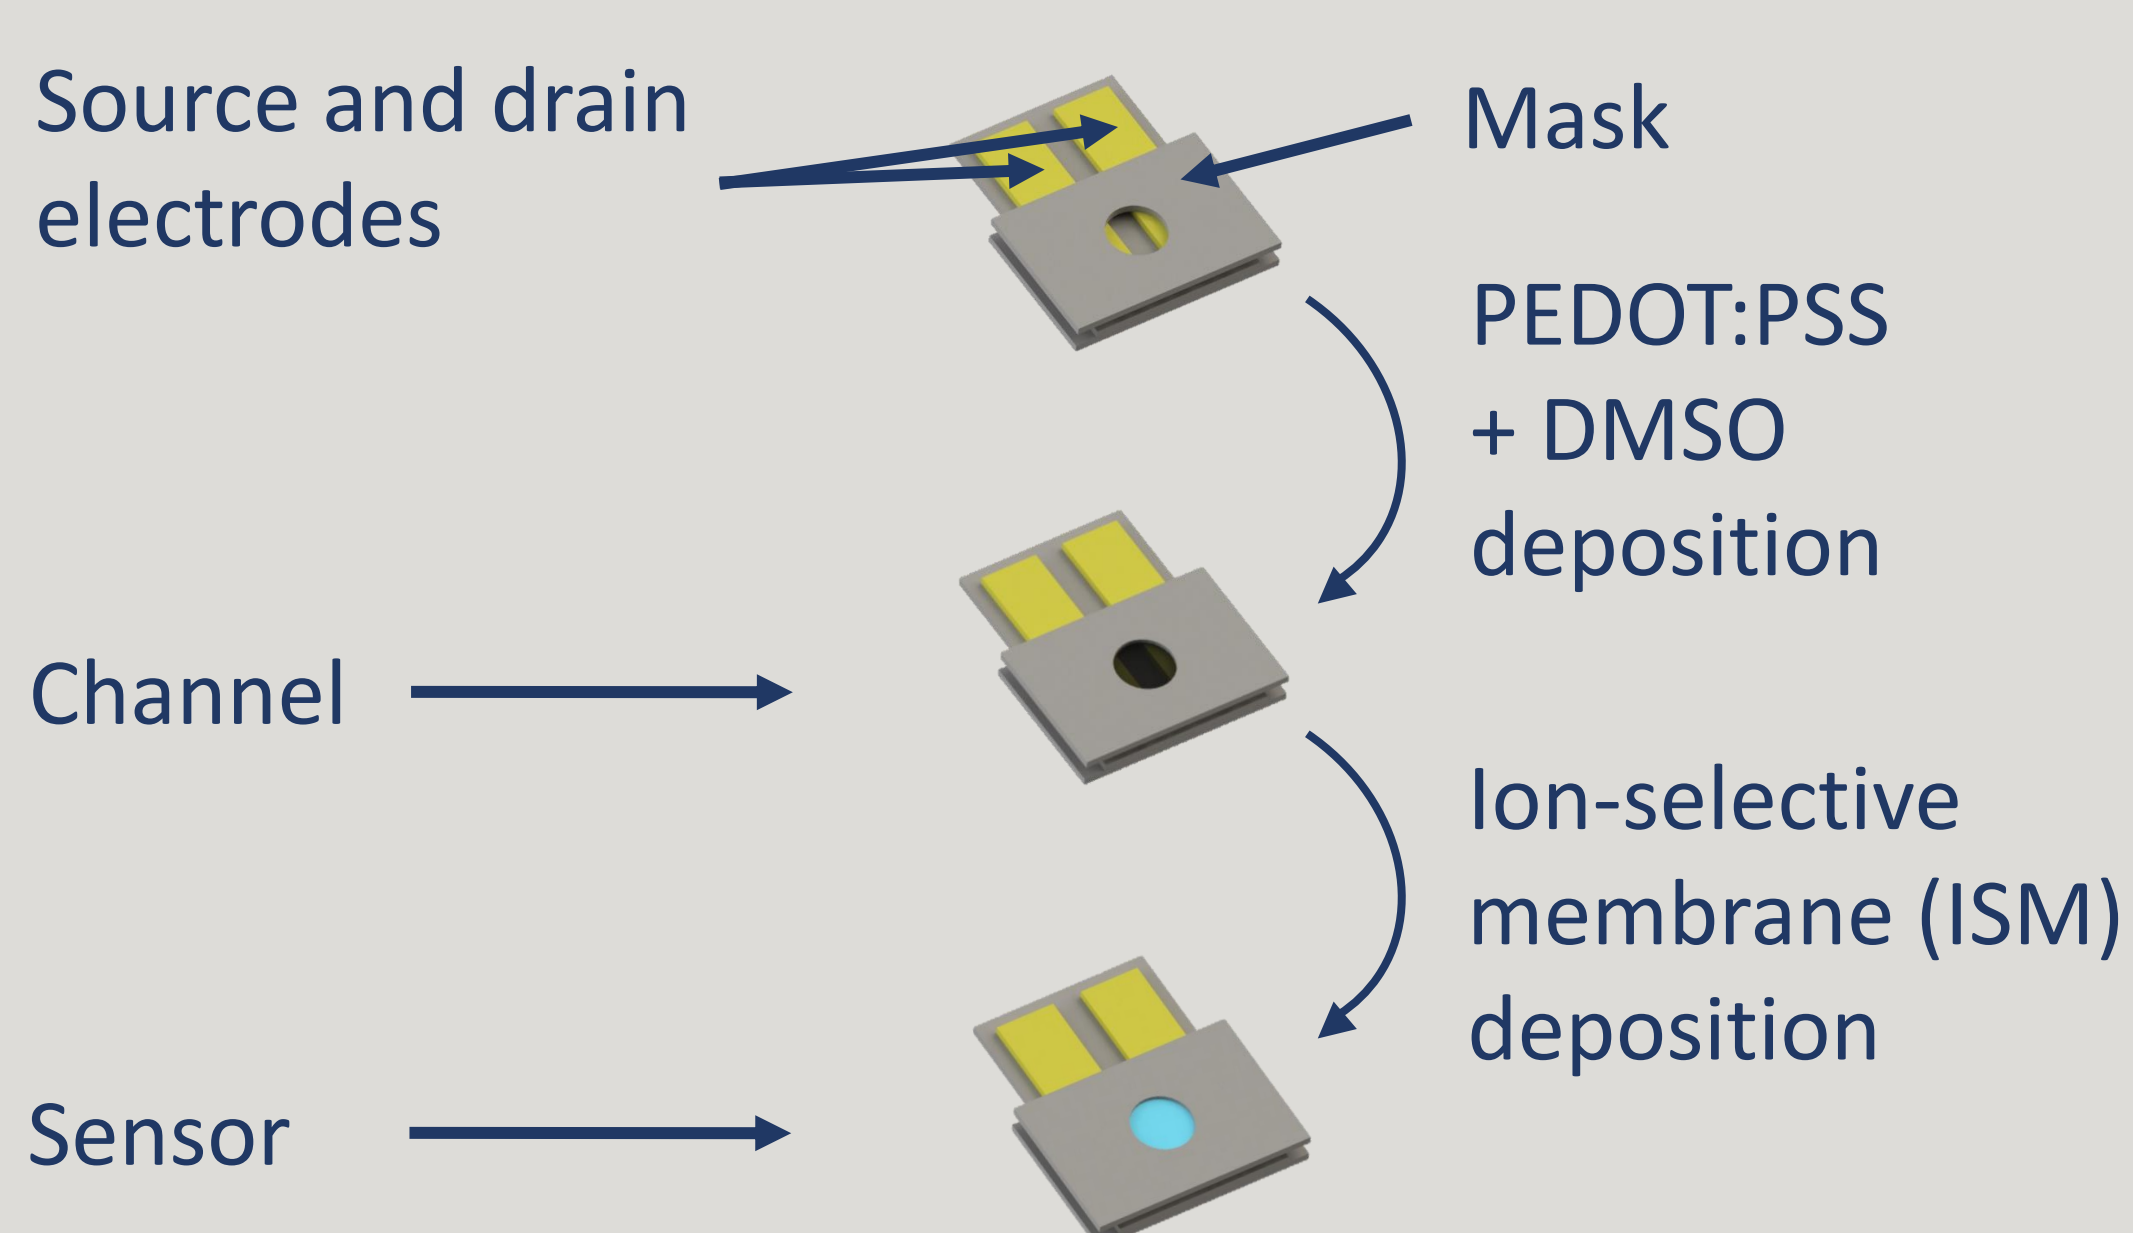 Source and drain
electrodes
Mask
PEDOT:PSS
+ DMSO
deposition
Channel
Ion-selective
membrane (ISM)
deposition
Sensor